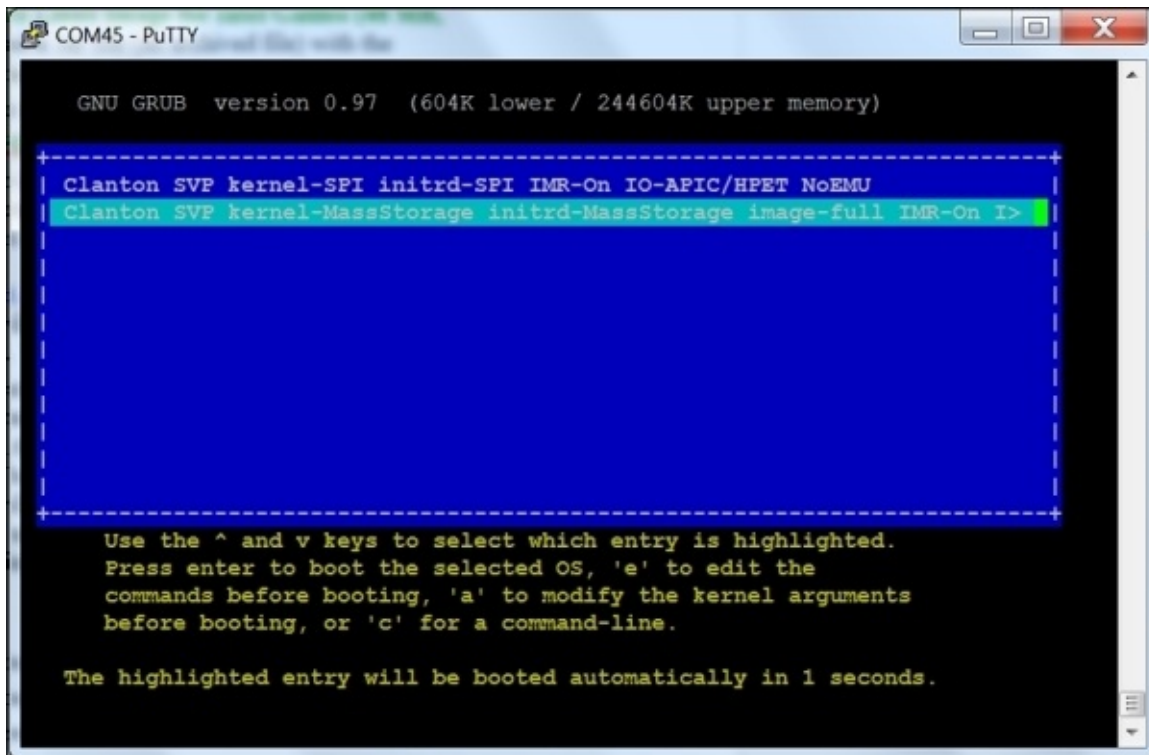 COM45 - PuTTY
GNU GRUB version 0.97 (604K lower / 244604K upper memory)
Clanton SVP kernel-SPI initrd-SPI IMR-On IO-APIC/HPET NoEMU
Clanton SVP kernel-MassStorage initrd-MassStorage image-full IMR-On I>
Use the ^ and v keys to select which entry is highlighted.
Press enter to boot the selected OS, 'e' to edit the
commands before booting, 'a' to modify the kernel arguments
before booting, or 'c' for a command-line.
The highlighted entry will be booted automatically in 1 seconds.